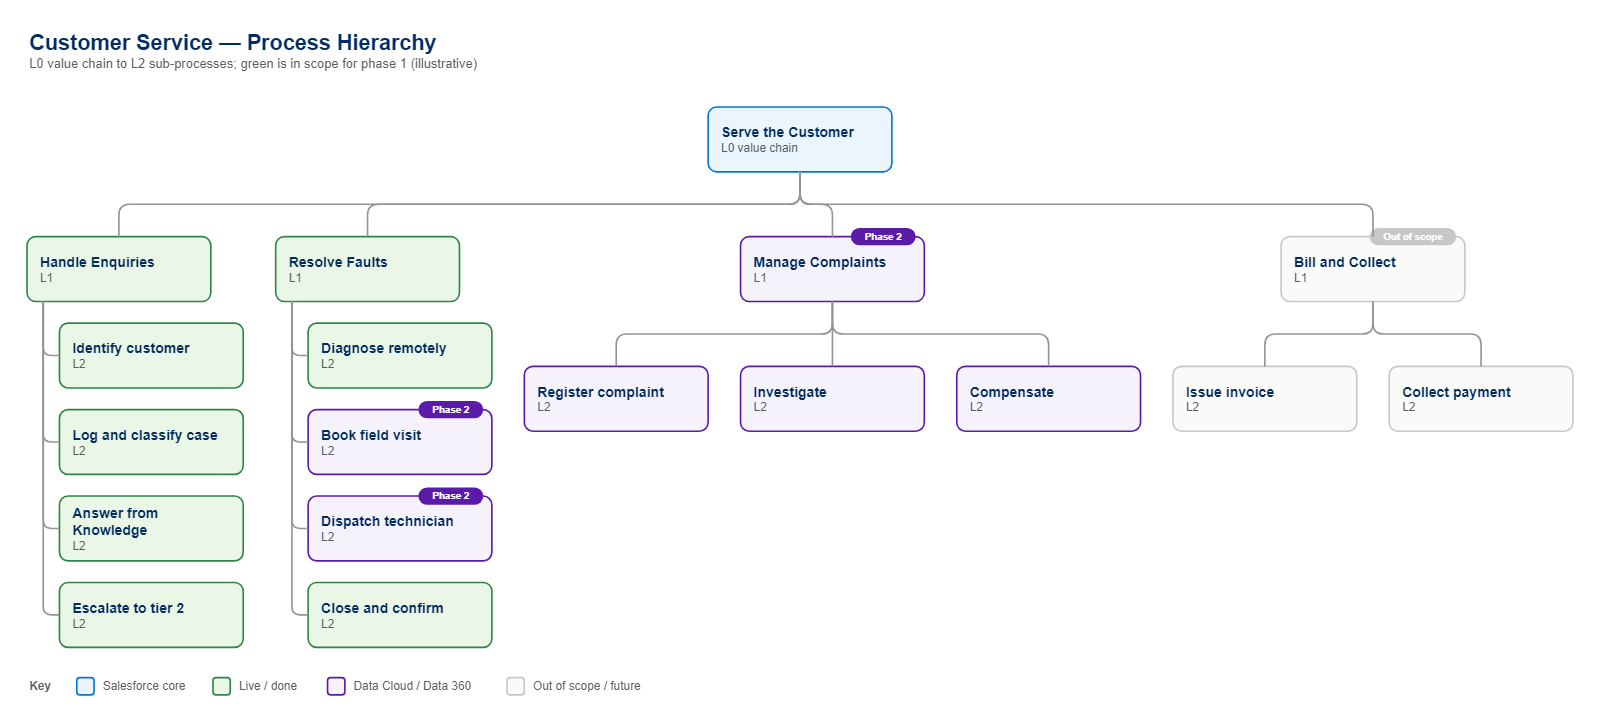 Customer Service — Process Hierarchy
L0 value chain to L2 sub-processes; green is in scope for phase 1 (illustrative)
Serve the Customer
L0 value chain
Handle Enquiries
L1
Resolve Faults
L1
Phase 2
Manage Complaints
L1
Out of scope
Bill and Collect
L1
Identify customer
L2
Log and classify case
L2
Answer from
Knowledge
L2
Escalate to tier 2
L2
Diagnose remotely
L2
Phase 2
Book field visit
L2
Phase 2
Dispatch technician
L2
Close and confirm
L2
Register complaint
L2
Investigate
L2
Compensate
L2
Issue invoice
L2
Collect payment
L2
Key
Salesforce core
Live / done
Data Cloud / Data 360
Out of scope / future